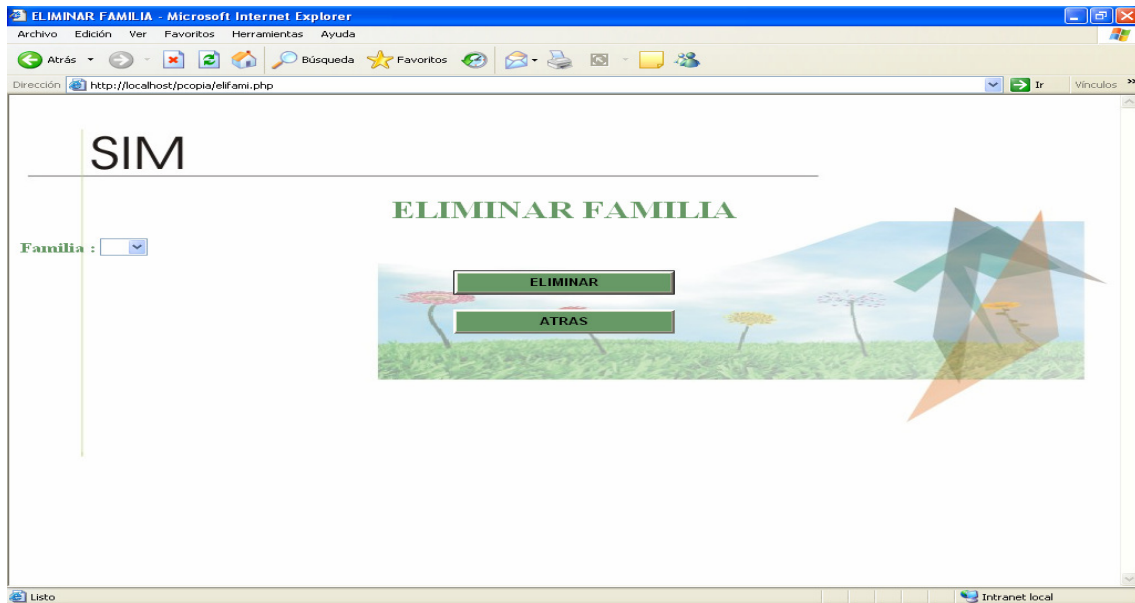 ELIMINAR FAMILIA - Microsoft Internet Explorer
Archivo Edición Ver Favoritos Herramientas Ayuda
Atrás Búsqueda Favoritos
Dirección http://localhost/pcopia/elifami.php Ir Vínculos »
SIM
ELIMINAR FAMILIA
Familia :
ELIMINAR
ATRAS
Listo Intranet local